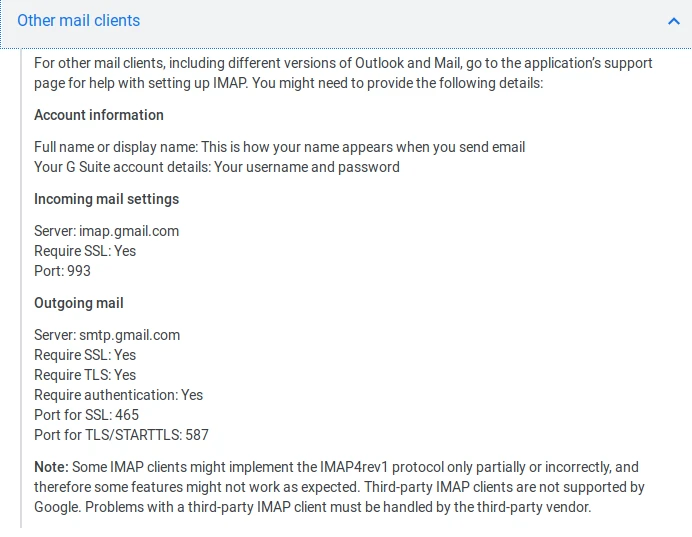 Other mail clients
For other mail clients, including different versions of Outlook and Mail, go to the application’s support
page for help with setting up IMAP. You might need to provide the following details:
Account information
Full name or display name: This is how your name appears when you send email
Your G Suite account details: Your username and password
Incoming mail settings
Server: imap.gmail.com
Require SSL: Yes
Port: 993
Outgoing mail
Server: smtp.gmail.com
Require SSL: Yes
Require TLS: Yes
Require authentication: Yes
Port for SSL: 465
Port for TLS/STARTTLS: 587
Note: Some IMAP clients might implement the IMAP4rev1 protocol only partially or incorrectly, and
therefore some features might not work as expected. Third-party IMAP clients are not supported by
Google. Problems with a third-party IMAP client must be handled by the third-party vendor.